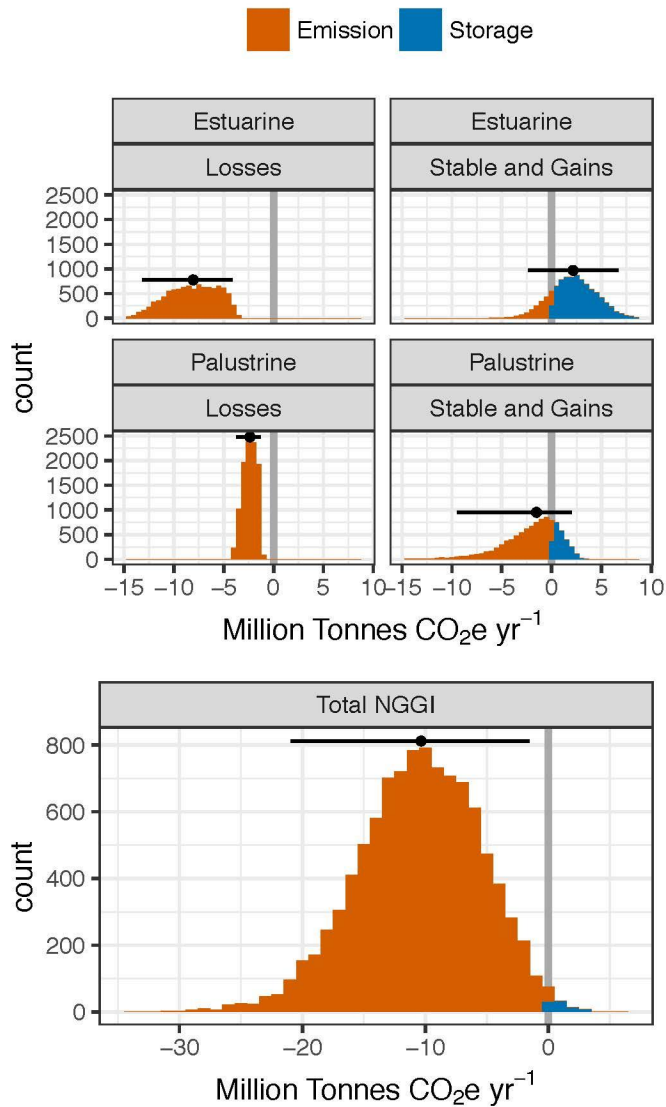 Emission Storage
Estuarine Estuarine
Losses Stable and Gains
2500
2000
1500
1000
500
0
Palustrine Palustrine
Losses Stable and Gains
2500
2000
1500
1000
500
0
count
−15 −10 −5 0 5 10 −15 −10 −5 0 5 10
Million Tonnes CO₂e yr⁻¹
Total NGGI
800
600
400
200
0
count
−30 −20 −10 0
Million Tonnes CO₂e yr⁻¹